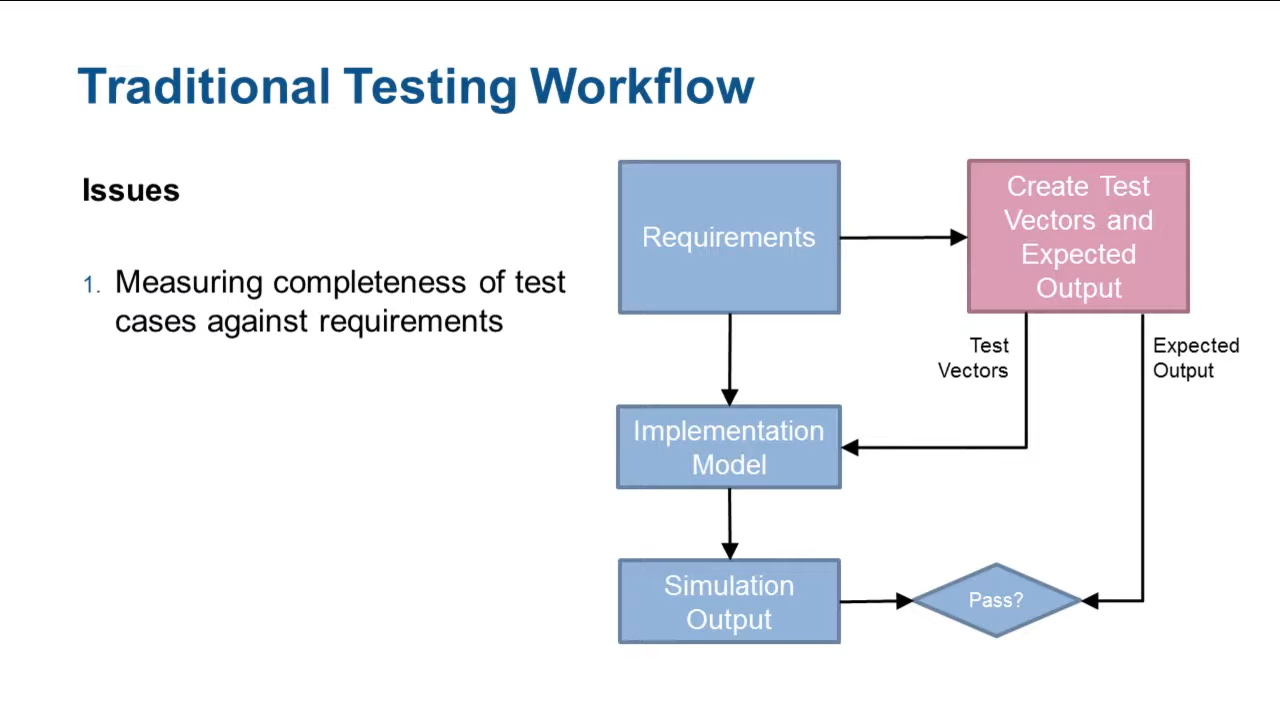 Traditional Testing Workflow
Issues
1. Measuring completeness of test
cases against requirements
Requirements
Create Test
Vectors and
Expected
Output
Test
Vectors
Expected
Output
Implementation
Model
Simulation
Output
Pass?